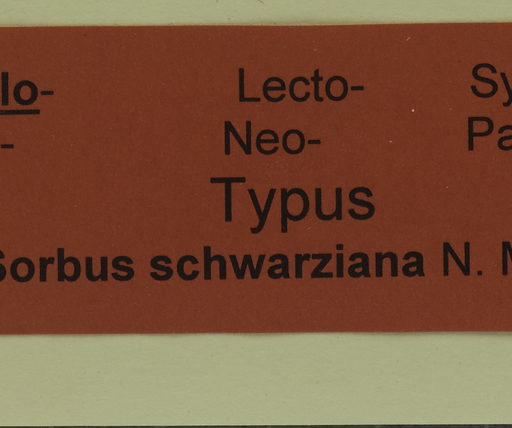 lo- Lecto- Sy
- Neo- Pa
Typus
Sorbus schwarziana N. M